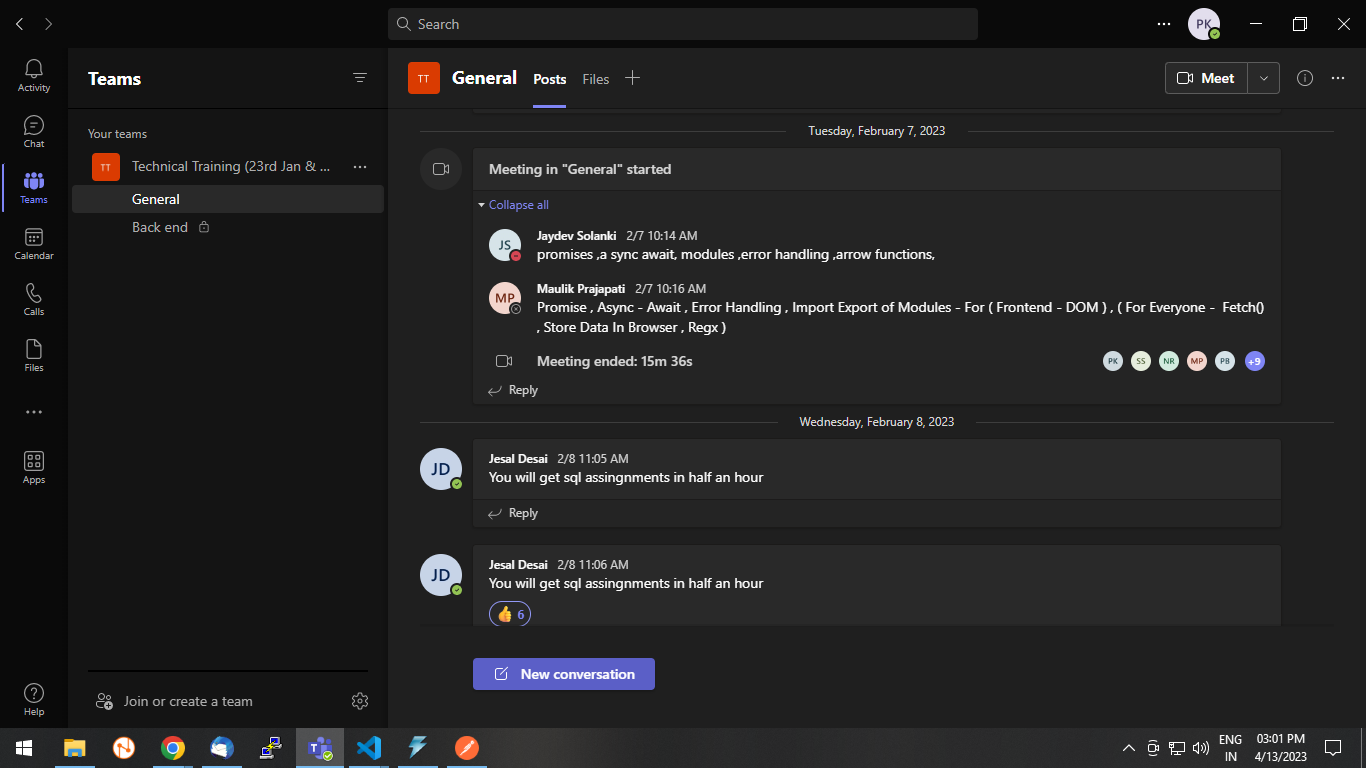 Search
PK
Activity
Chat
Teams
Calendar
Calls
Files
Apps
Help
Teams
Your teams
TT
Technical Training (23rd Jan & ...
General
Back end
Join or create a team
TT
General
Posts
Files
Meet
Tuesday, February 7, 2023
Meeting in "General" started
Collapse all
JS
Jaydev Solanki 2/7 10:14 AM
promises ,a sync await, modules ,error handling ,arrow functions,
MP
Maulik Prajapati 2/7 10:16 AM
Promise , Async - Await , Error Handling , Import Export of Modules - For ( Frontend - DOM ) , ( For Everyone - Fetch()
, Store Data In Browser , Regx )
Meeting ended: 15m 36s
PK SS NR MP PB +9
Reply
Wednesday, February 8, 2023
JD
Jesal Desai 2/8 11:05 AM
You will get sql assingnments in half an hour
Reply
JD
Jesal Desai 2/8 11:06 AM
You will get sql assingnments in half an hour
6
New conversation
ENG
IN
03:01 PM
4/13/2023